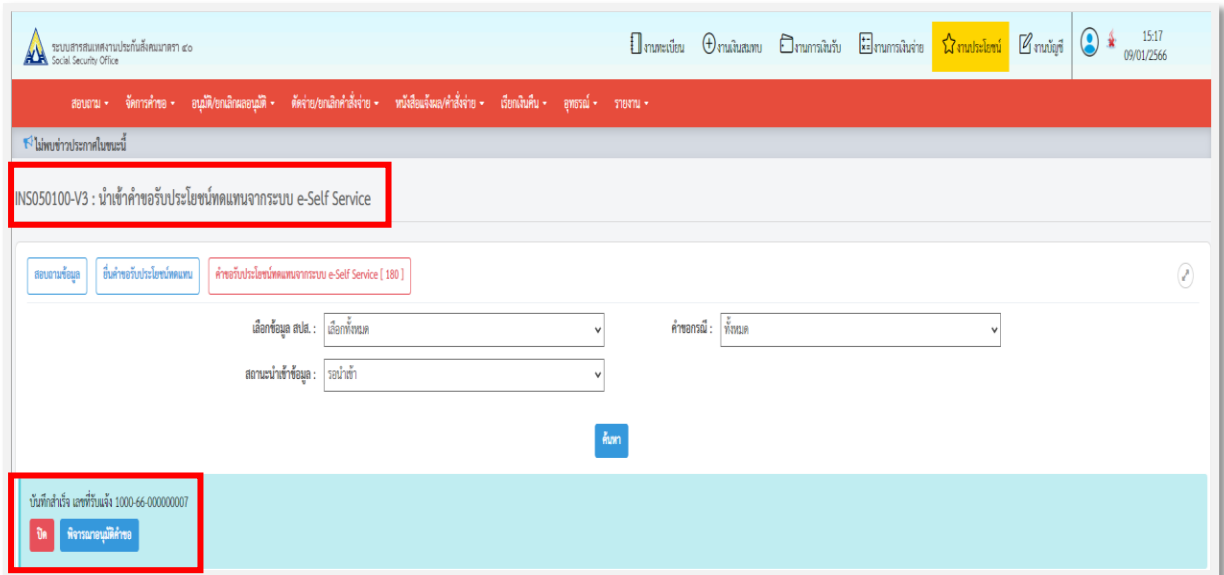 ระบบสารสนเทศงานประกันสังคมมาตรา ๔๐
Social Security Office
งานทะเบียน งานเงินสมทบ งานการเงินรับ งานการเงินจ่าย งานประโยชน์ งานบัญชี
15:17
09/01/2566
สอบถาม จัดการคำขอ อนุมัติ/ยกเลิกผลอนุมัติ ตัดจ่าย/ยกเลิกคำสั่งจ่าย หนังสือแจ้งผล/คำสั่งจ่าย เรียกเงินคืน อุทธรณ์ รายงาน
ไม่พบข่าวประกาศในขณะนี้
INS050100-V3 : นำเข้าคำขอรับประโยชน์ทดแทนจากระบบ e-Self Service
สอบถามข้อมูล ยื่นคำขอรับประโยชน์ทดแทน คำขอรับประโยชน์ทดแทนจากระบบ e-Self Service [ 180 ]
เลือกข้อมูล สปส. : เลือกทั้งหมด คำขอกรณี : ทั้งหมด
สถานะนำเข้าข้อมูล : รอนำเข้า
ค้นหา
บันทึกสำเร็จ เลขที่รับแจ้ง 1000-66-000000007
ปิด พิจารณาอนุมัติคำขอ